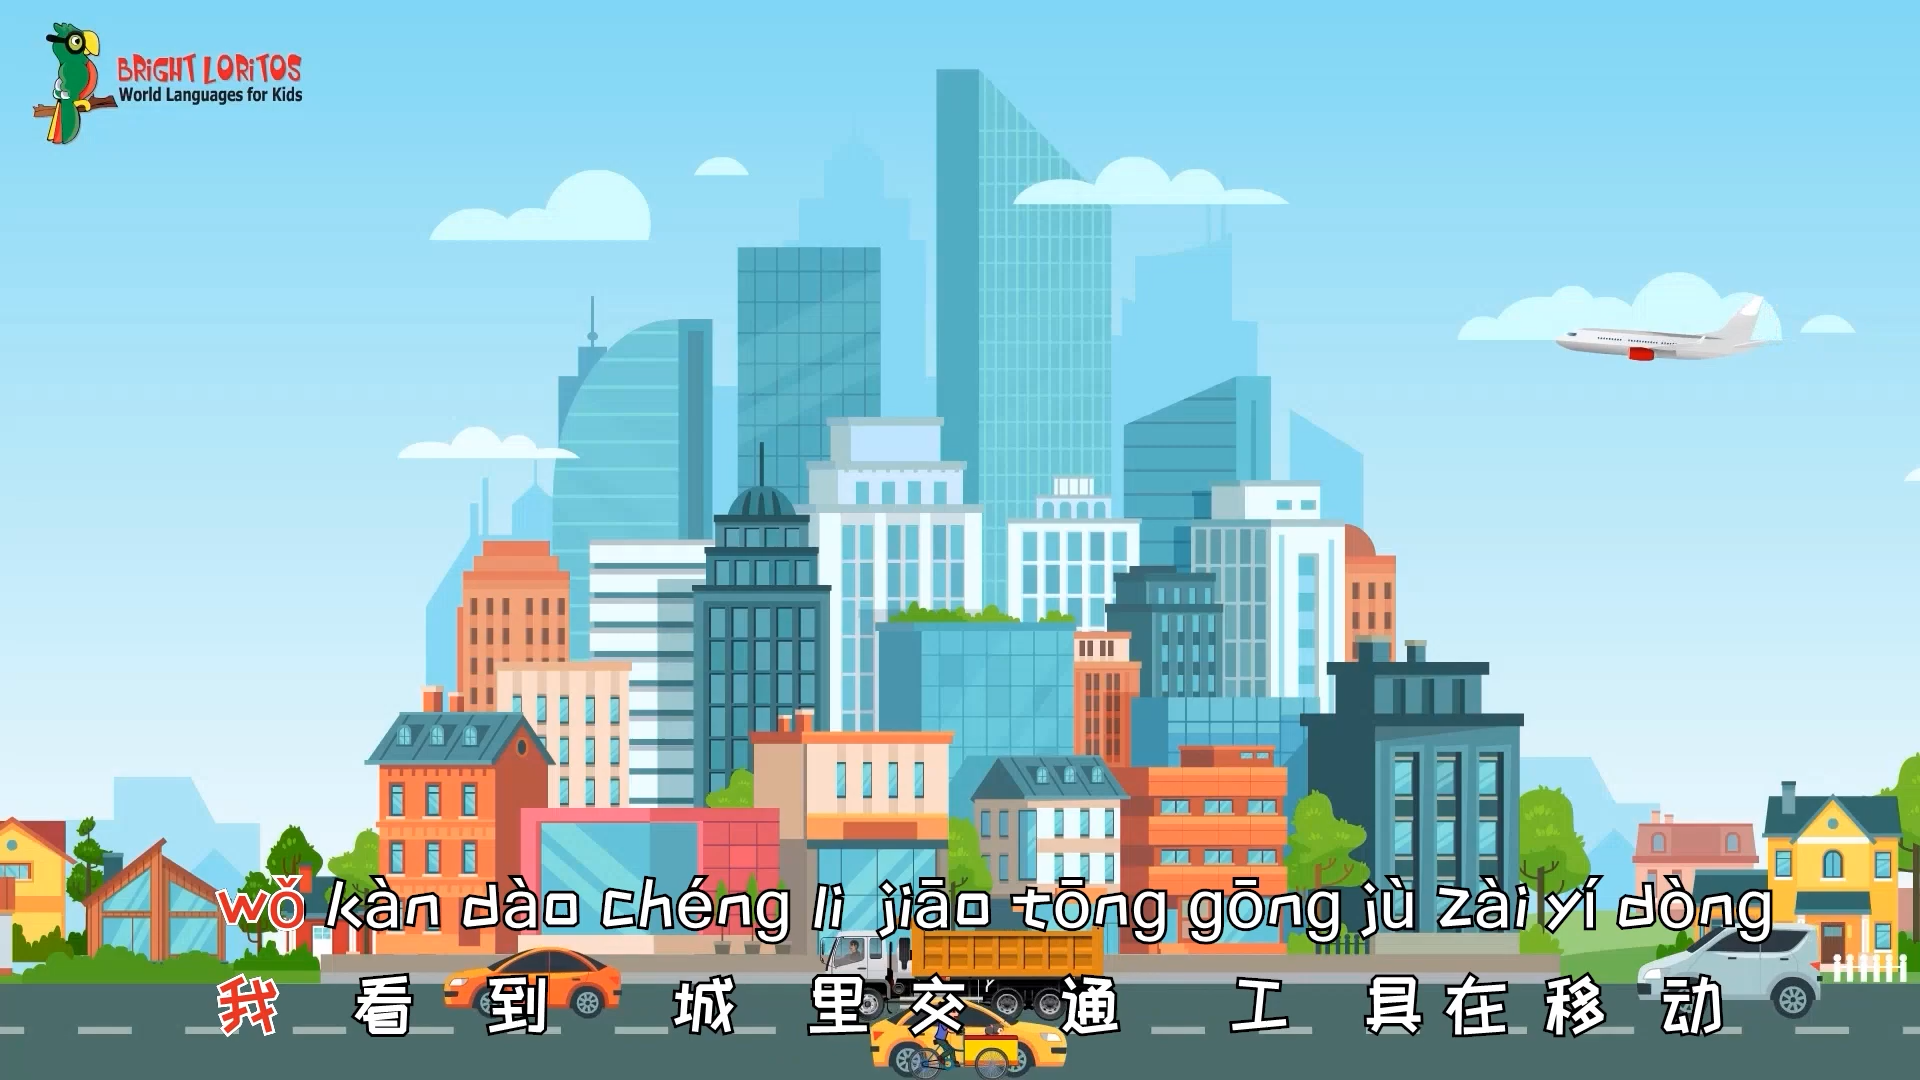 BRiGHT LORiTOS
World Languages for Kids
wǒ kàn dào chéng li jiāo tōng gōng jù zài yí dòng
我 看 到 城 里 交 通 工 具 在 移 动